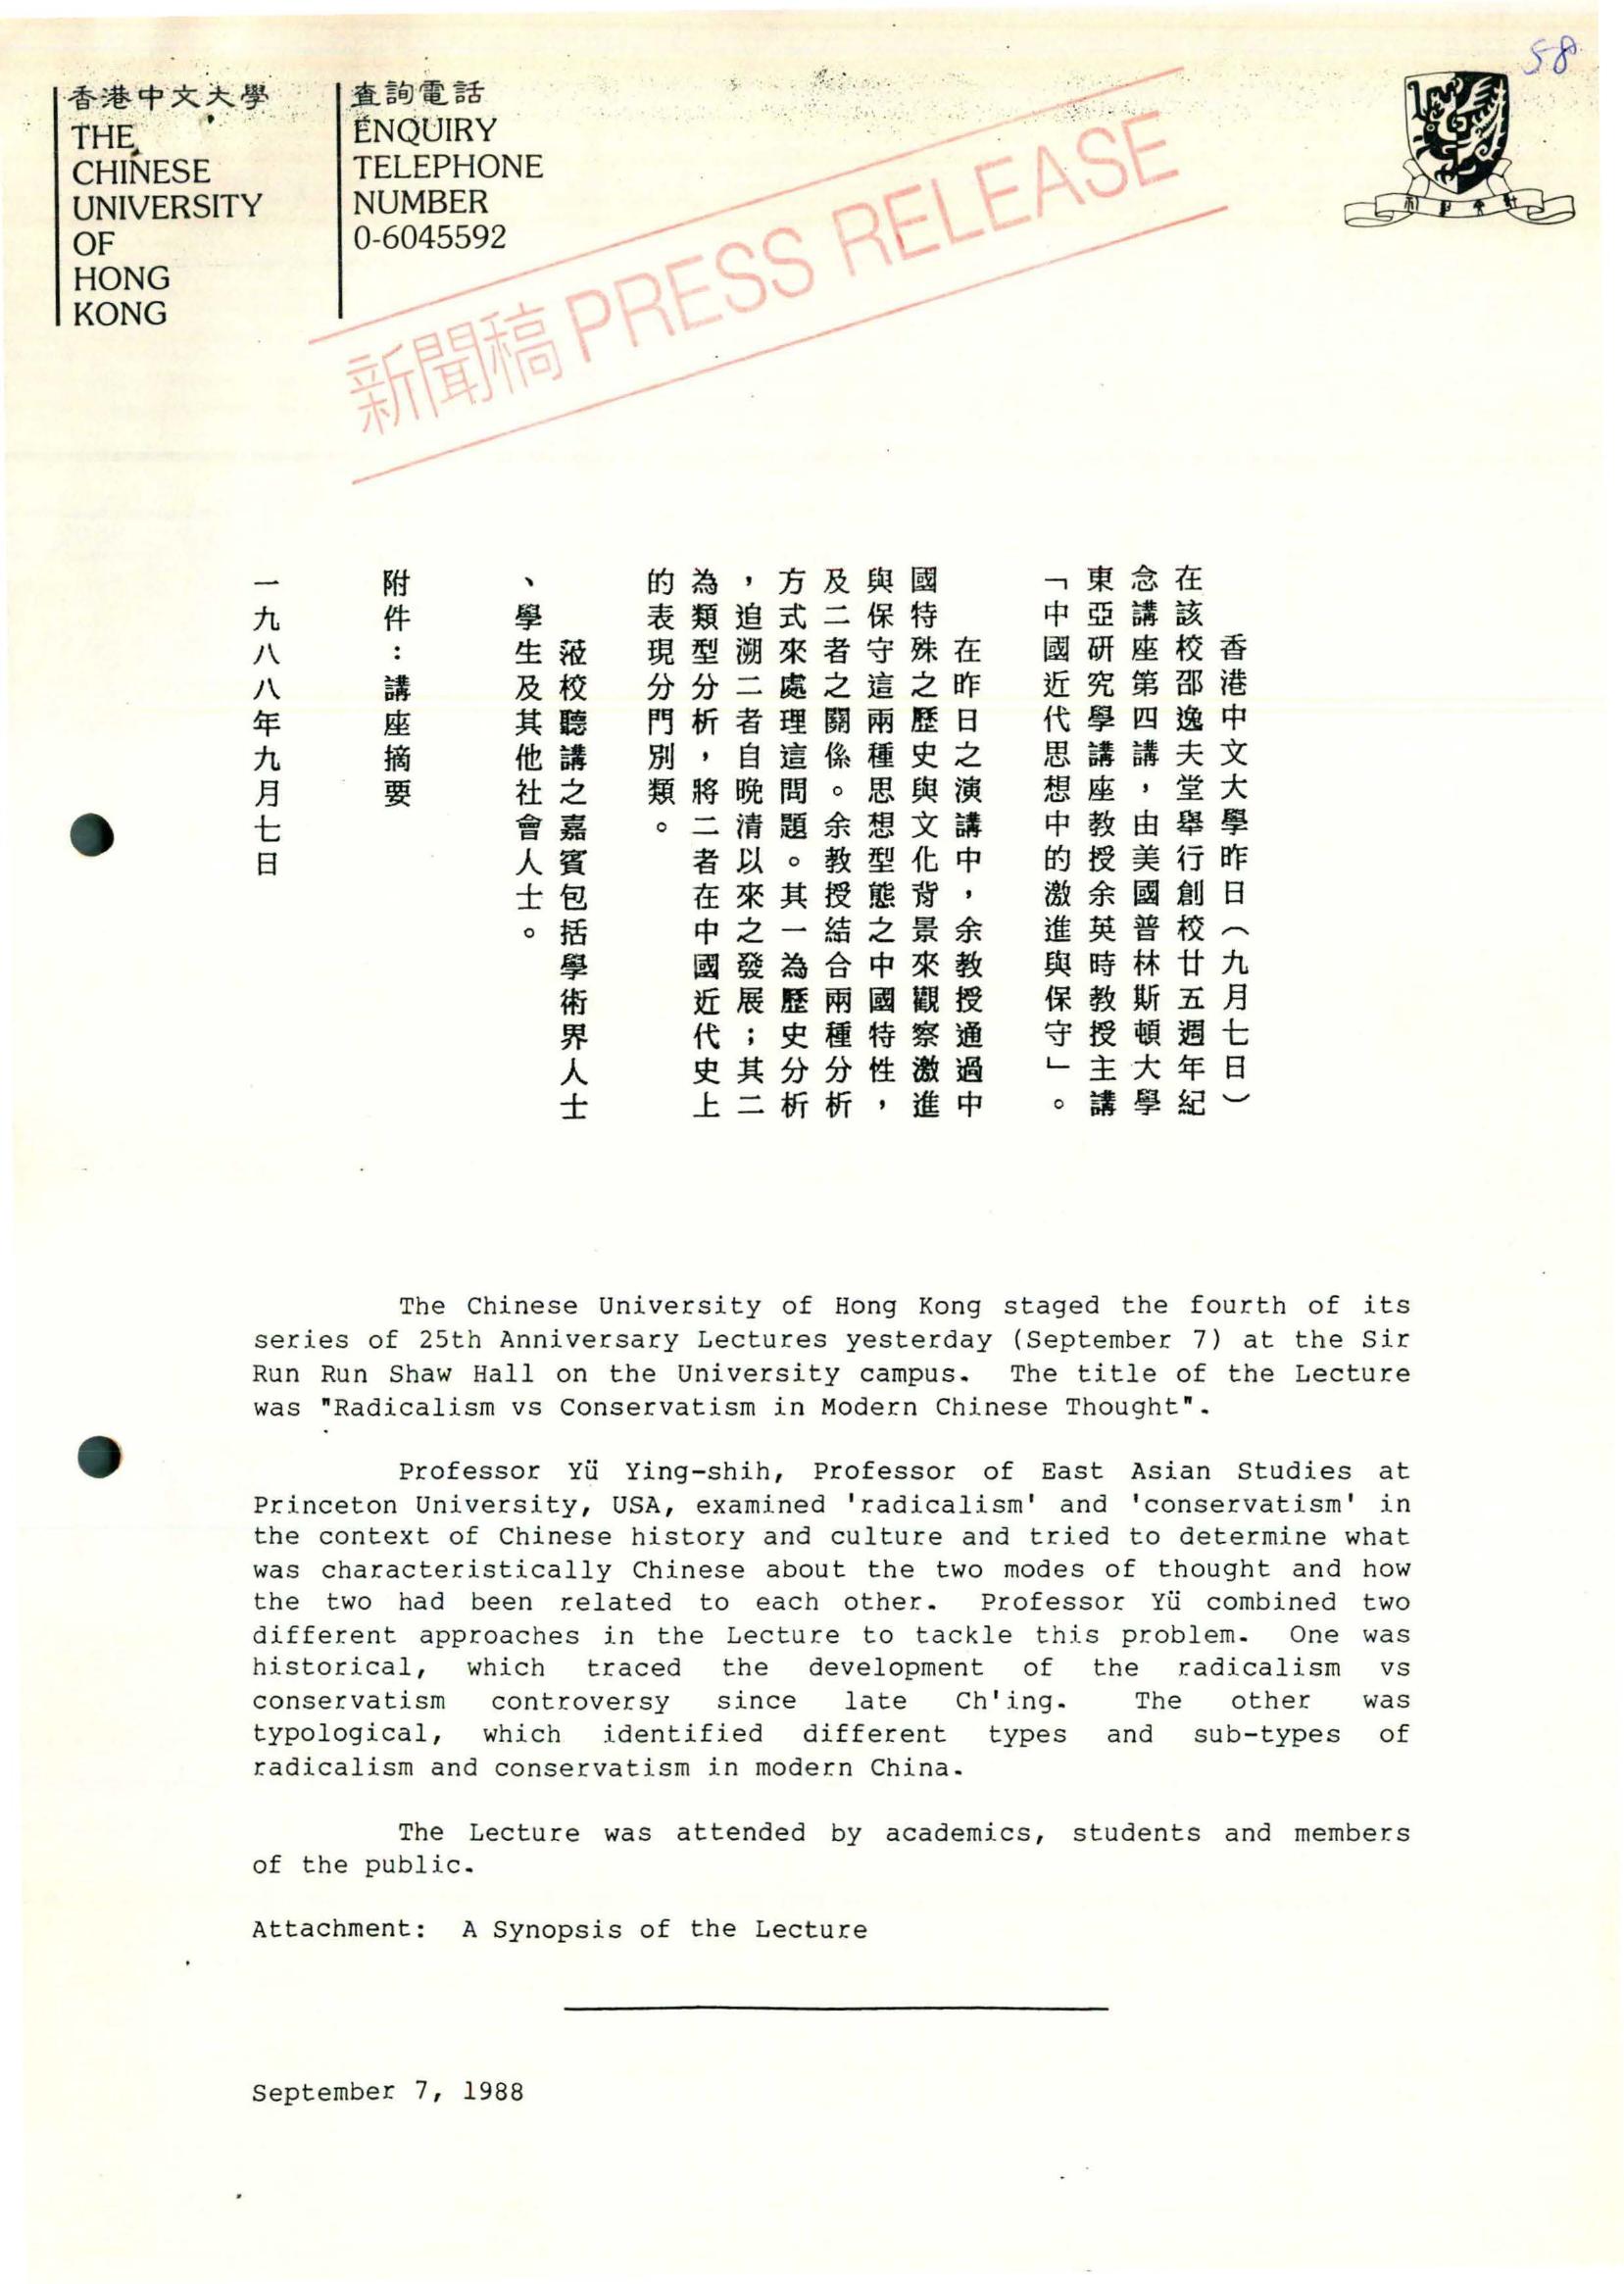 58
香港中文大學
THE
CHINESE
UNIVERSITY
OF
HONG
KONG
查詢電話
ENQUIRY
TELEPHONE
NUMBER
0-6045592
新聞稿 PRESS RELEASE
香港中文大學昨日（九月七日）
在該校邵逸夫堂舉行創校廿五週年紀
念講座第四講，由美國普林斯頓大學
東亞研究學講座教授余英時教授主講
「中國近代思想中的激進與保守」。
在昨日之演講中，余教授通過中
國特殊之歷史與文化背景來觀察激進
與保守這兩種思想型態之中國特性，
及二者之關係。余教授結合兩種分析
方式來處理這問題。其一為歷史分析
，追溯二者自晚清以來之發展；其二
為類型分析，將二者在中國近代史上
的表現分門別類。
蒞校聽講之嘉賓包括學術界人士
、學生及其他社會人士。
附件：講座摘要
一九八八年九月七日
The Chinese University of Hong Kong staged the fourth of its
series of 25th Anniversary Lectures yesterday (September 7) at the Sir
Run Run Shaw Hall on the University campus. The title of the Lecture
was "Radicalism vs Conservatism in Modern Chinese Thought".
Professor Yü Ying-shih, Professor of East Asian Studies at
Princeton University, USA, examined 'radicalism' and 'conservatism' in
the context of Chinese history and culture and tried to determine what
was characteristically Chinese about the two modes of thought and how
the two had been related to each other. Professor Yü combined two
different approaches in the Lecture to tackle this problem. One was
historical, which traced the development of the radicalism vs
conservatism controversy since late Ch'ing. The other was
typological, which identified different types and sub-types of
radicalism and conservatism in modern China.
The Lecture was attended by academics, students and members
of the public.
Attachment: A Synopsis of the Lecture
September 7, 1988